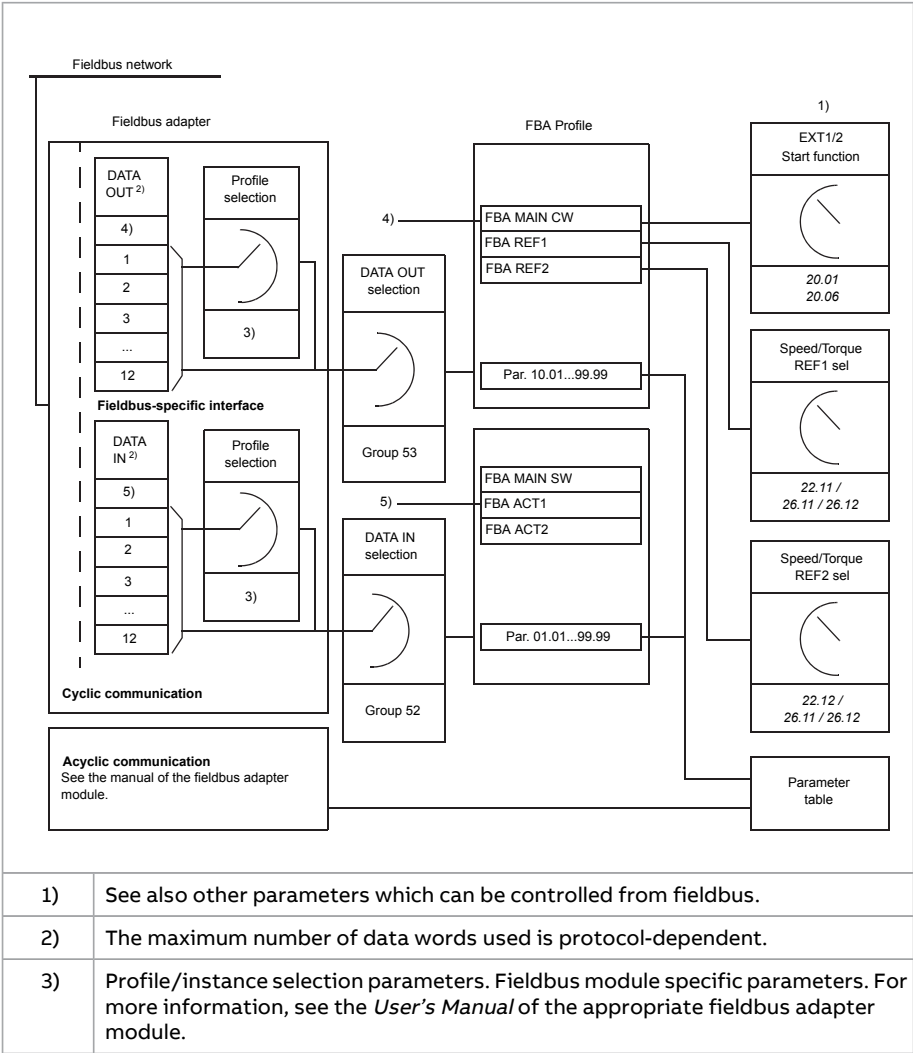 Fieldbus network
Fieldbus adapter
DATA
OUT 2)
4)
1
2
3
...
12
Profile
selection
3)
Fieldbus-specific interface
DATA
IN 2)
5)
1
2
3
...
12
Profile
selection
3)
Cyclic communication
Acyclic communication
See the manual of the fieldbus adapter
module.
DATA OUT
selection
Group 53
DATA IN
selection
Group 52
FBA Profile
4)
FBA MAIN CW
FBA REF1
FBA REF2
Par. 10.01...99.99
5)
FBA MAIN SW
FBA ACT1
FBA ACT2
Par. 01.01...99.99
1)
EXT1/2
Start function
20.01
20.06
Speed/Torque
REF1 sel
22.11 /
26.11 / 26.12
Speed/Torque
REF2 sel
22.12 /
26.11 / 26.12
Parameter
table
1) See also other parameters which can be controlled from fieldbus.
2) The maximum number of data words used is protocol-dependent.
3) Profile/instance selection parameters. Fieldbus module specific parameters. For
more information, see the User's Manual of the appropriate fieldbus adapter
module.